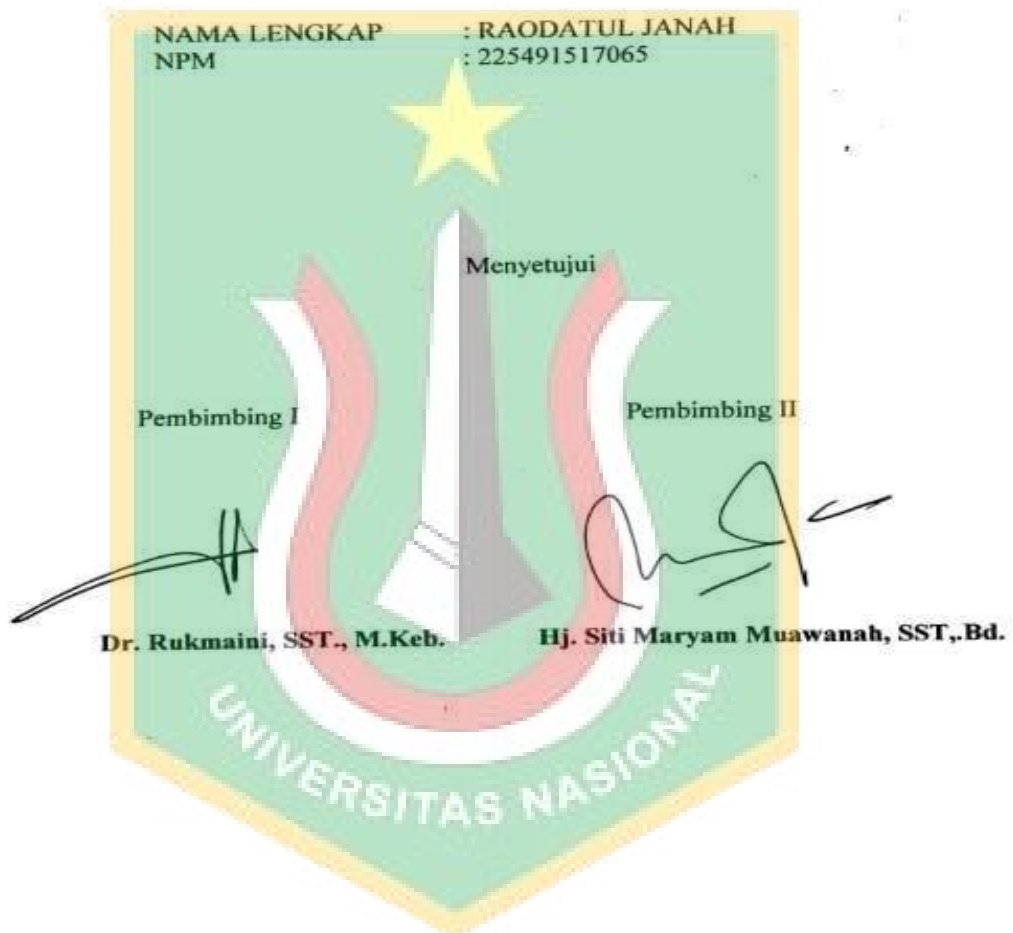 NAMA LENGKAP : RAODATUL JANAH
NPM : 225491517065
Menyetujui
Pembimbing I Pembimbing II
Dr. Rukmaini, SST., M.Keb. Hj. Siti Maryam Muawanah, SST,.Bd.
UNIVERSITAS NASIONAL